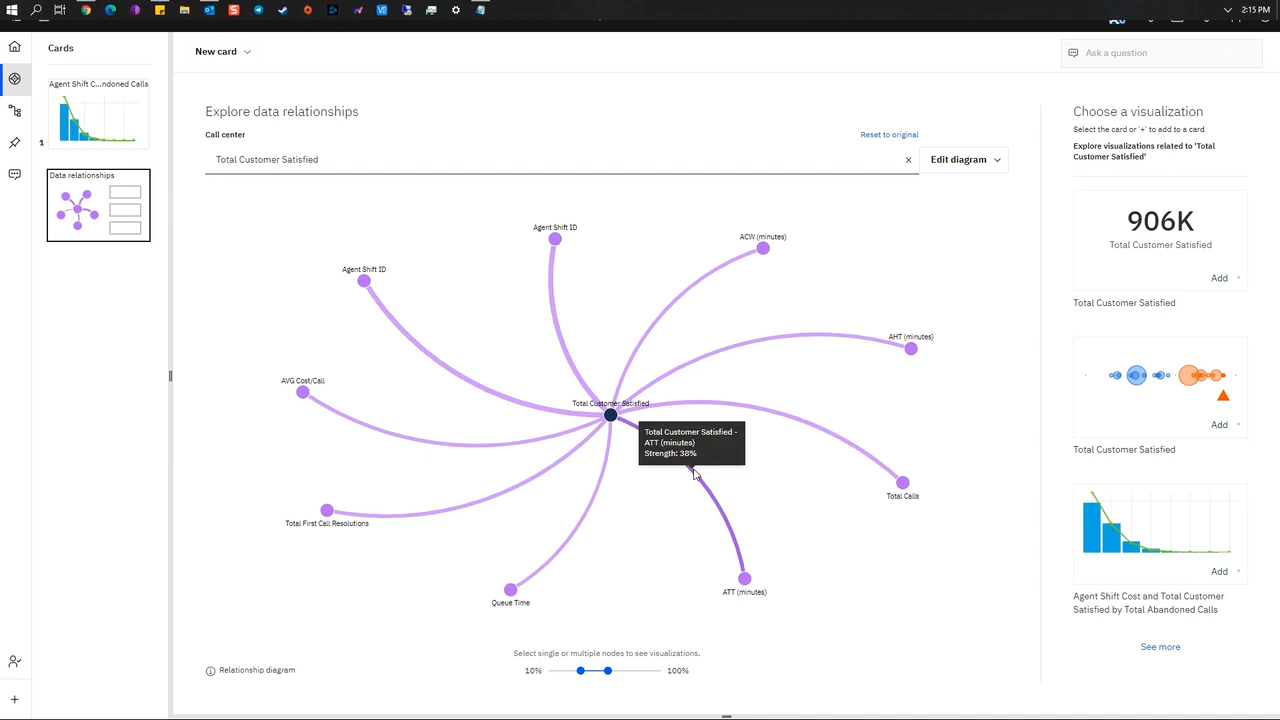 2:15 PM
Cards
New card
Ask a question
Agent Shift C...ndoned Calls
1
Data relationships
Explore data relationships
Call center
Reset to original
Total Customer Satisfied
Edit diagram
Agent Shift ID
ACW (minutes)
Agent Shift ID
AHT (minutes)
AVG Cost/Call
Total Customer Satisfied
Total Customer Satisfied -
ATT (minutes)
Strength: 38%
Total Calls
Total First Call Resolutions
ATT (minutes)
Queue Time
Select single or multiple nodes to see visualizations.
Relationship diagram
10%
100%
Choose a visualization
Select the card or '+' to add to a card
Explore visualizations related to 'Total
Customer Satisfied'
906K
Total Customer Satisfied
Add +
Total Customer Satisfied
Add
Total Customer Satisfied
Add +
Agent Shift Cost and Total Customer
Satisfied by Total Abandoned Calls
See more